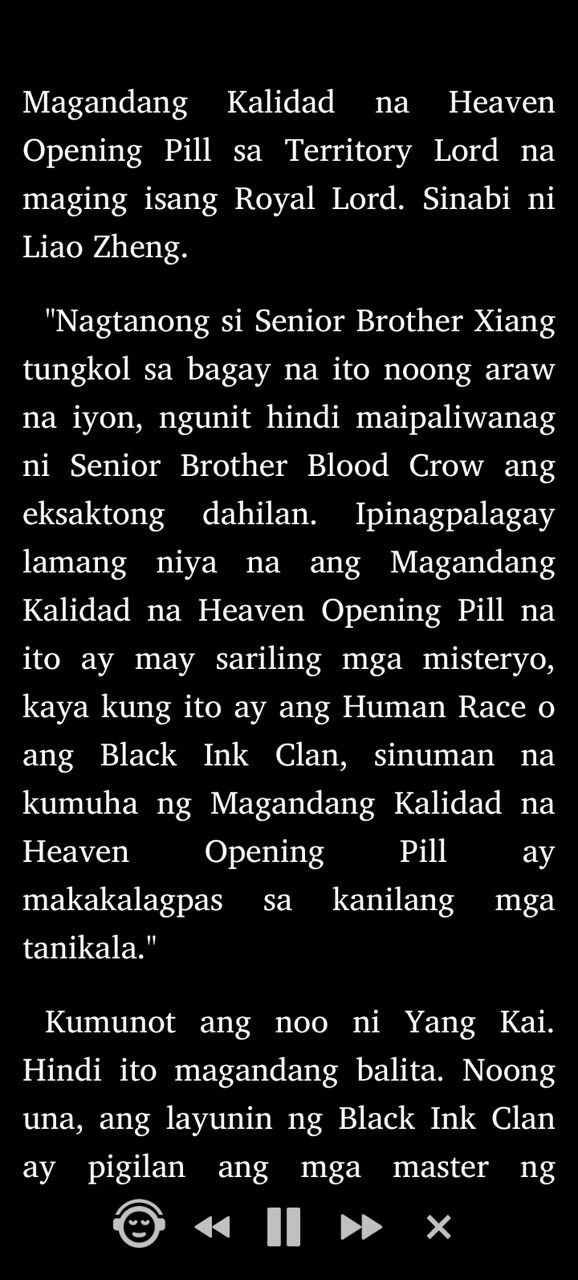 Magandang Kalidad na Heaven
Opening Pill sa Territory Lord na
maging isang Royal Lord. Sinabi ni
Liao Zheng.
"Nagtanong si Senior Brother Xiang
tungkol sa bagay na ito noong araw
na iyon, ngunit hindi maipaliwanag
ni Senior Brother Blood Crow ang
eksaktong dahilan. Ipinagpalagay
lamang niya na ang Magandang
Kalidad na Heaven Opening Pill na
ito ay may sariling mga misteryo,
kaya kung ito ay ang Human Race o
ang Black Ink Clan, sinuman na
kumuha ng Magandang Kalidad na
Heaven Opening Pill ay
makakalagpas sa kanilang mga
tanikala."
Kumunot ang noo ni Yang Kai.
Hindi ito magandang balita. Noong
una, ang layunin ng Black Ink Clan
ay pigilan ang mga master ng